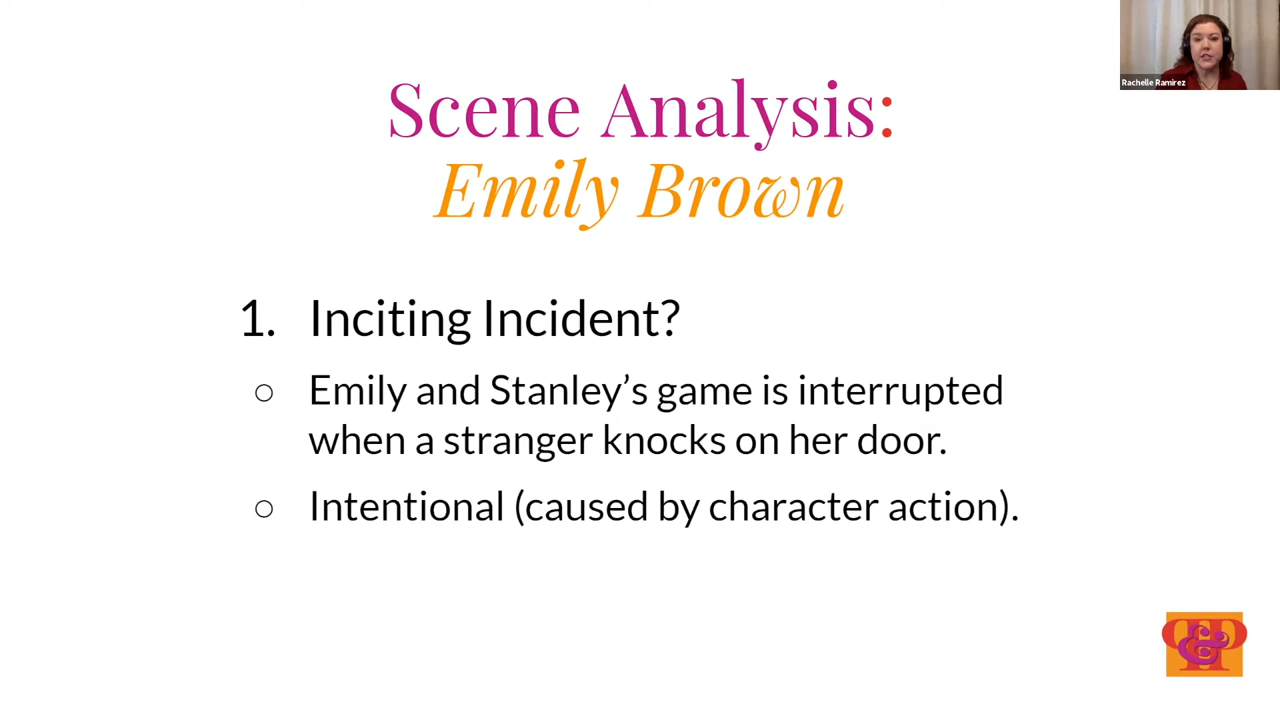 Rachelle Ramirez
Scene Analysis:
Emily Brown
1. Inciting Incident?
○ Emily and Stanley’s game is interrupted
when a stranger knocks on her door.
○ Intentional (caused by character action).
P&P